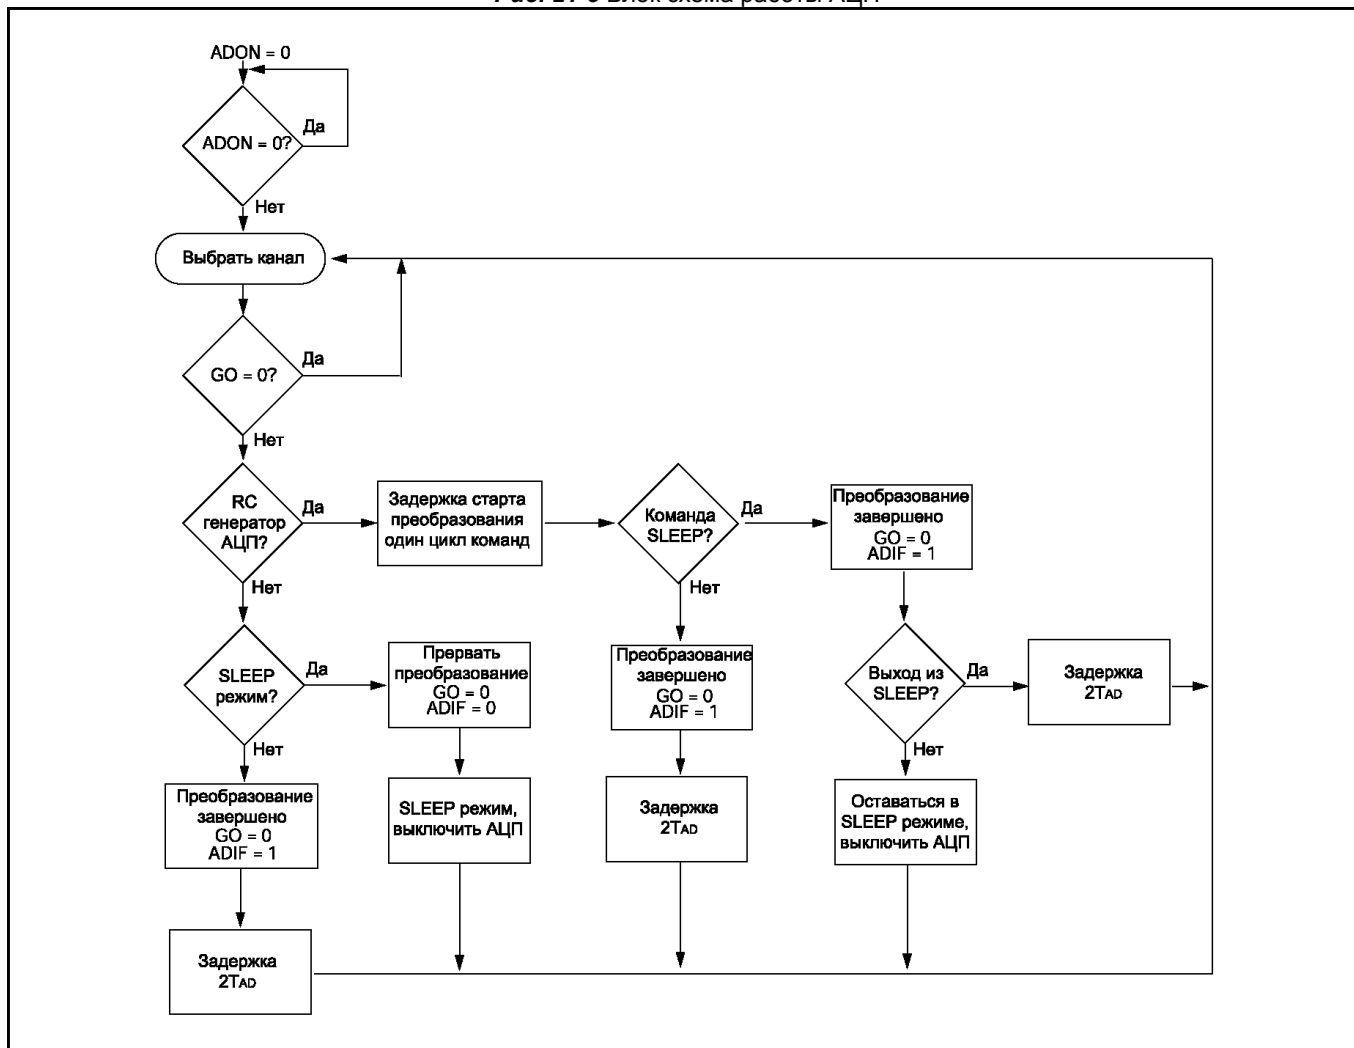 ADON = 0
ADON = 0?
Да
Нет
Выбрать канал
GO = 0?
Да
Нет
RC
генератор
АЦП?
Да
Нет
Задержка старта
преобразования
один цикл команд
Команда
SLEEP?
Да
Нет
Преобразование
завершено
GO = 0
ADIF = 1
SLEEP
режим?
Да
Нет
Прервать
преобразование
GO = 0
ADIF = 0
Преобразование
завершено
GO = 0
ADIF = 1
Выход из
SLEEP?
Да
Нет
Задержка
2TAD
Преобразование
завершено
GO = 0
ADIF = 1
SLEEP режим,
выключить АЦП
Задержка
2TAD
Оставаться в
SLEEP режиме,
выключить АЦП
Задержка
2TAD